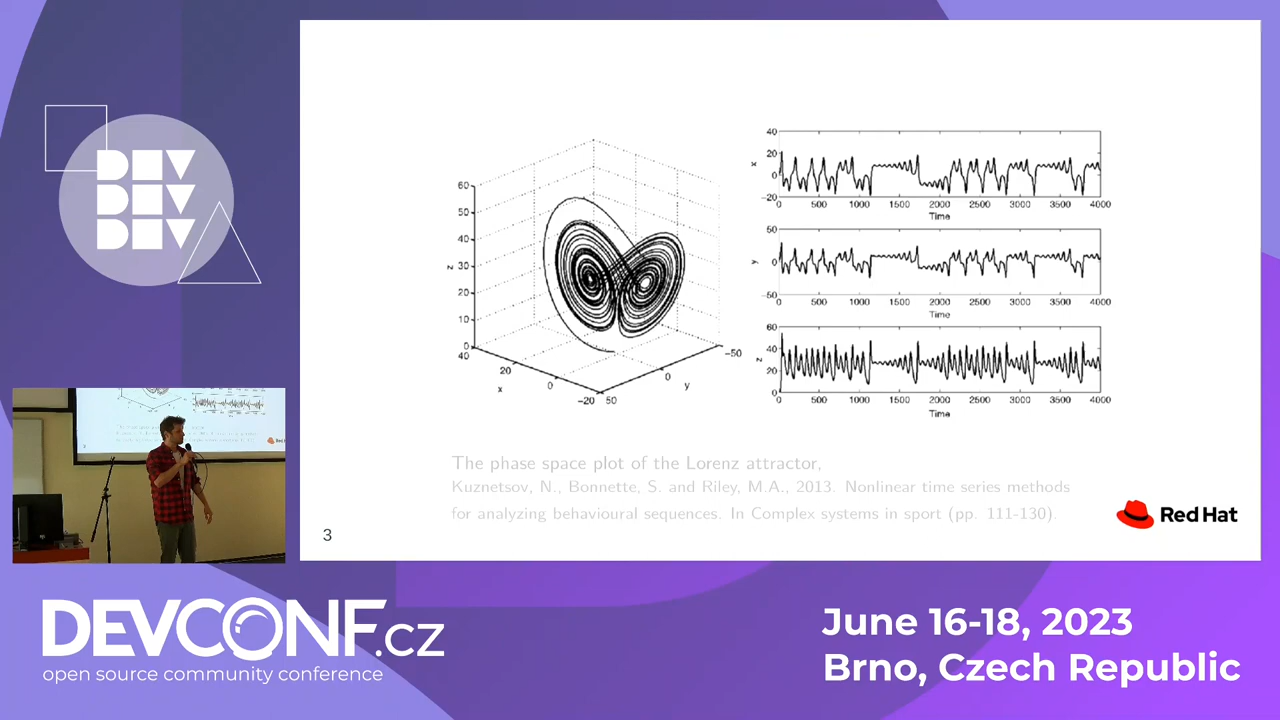 DEV
DEV
DEV
60
50
40
30
20
10
0
z
40
20
0
-20
x
50
0
-50
y
40
20
0
-20
x
0
500
1000
1500
2000
2500
3000
3500
4000
Time
50
0
-50
y
0
500
1000
1500
2000
2500
3000
3500
4000
Time
60
40
20
0
z
0
500
1000
1500
2000
2500
3000
3500
4000
Time
The phase space plot of the Lorenz attractor,
Kuznetsov, N., Bonnette, S. and Riley, M.A., 2013. Nonlinear time series methods
for analyzing behavioural sequences. In Complex systems in sport (pp. 111-130).
Red Hat
3
DEVCONF.cz
open source community conference
June 16-18, 2023
Brno, Czech Republic